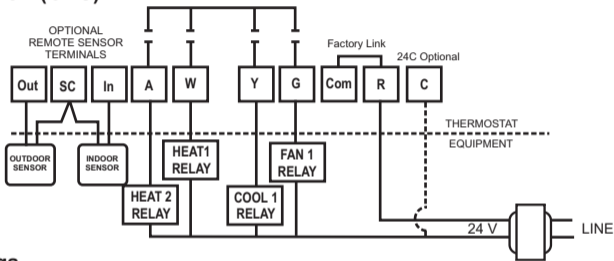 OPTIONAL
REMOTE SENSOR
TERMINALS
Factory Link
24C Optional
Out SC In A W Y G Com R C
THERMOSTAT
EQUIPMENT
OUTDOOR
SENSOR
INDOOR
SENSOR
HEAT1
RELAY
FAN 1
RELAY
HEAT 2
RELAY
COOL 1
RELAY
24 V
LINE